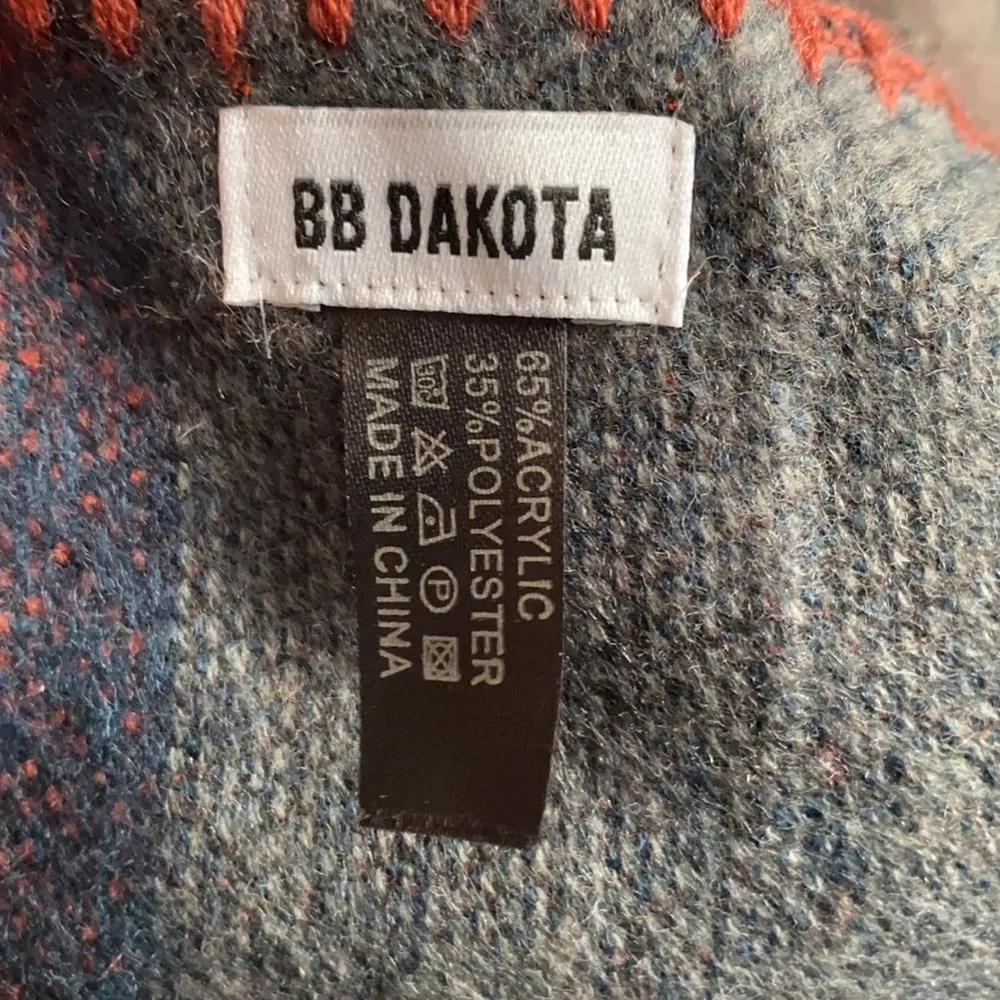 BB DAKOTA
65%ACRYLIC
35%POLYESTER
P
MADE IN CHINA